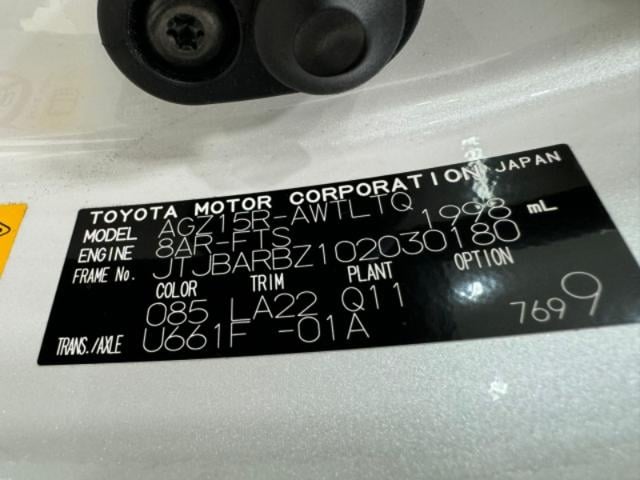 TOYOTA MOTOR CORPORATION JAPAN
MODEL AGZ15R-AWTLTQ
ENGINE 8AR-FTS 1998 mL
FRAME No. JTJBARBZ102030180
COLOR TRIM PLANT OPTION
085 LA22 Q11
TRANS./AXLE U661F -01A 7699